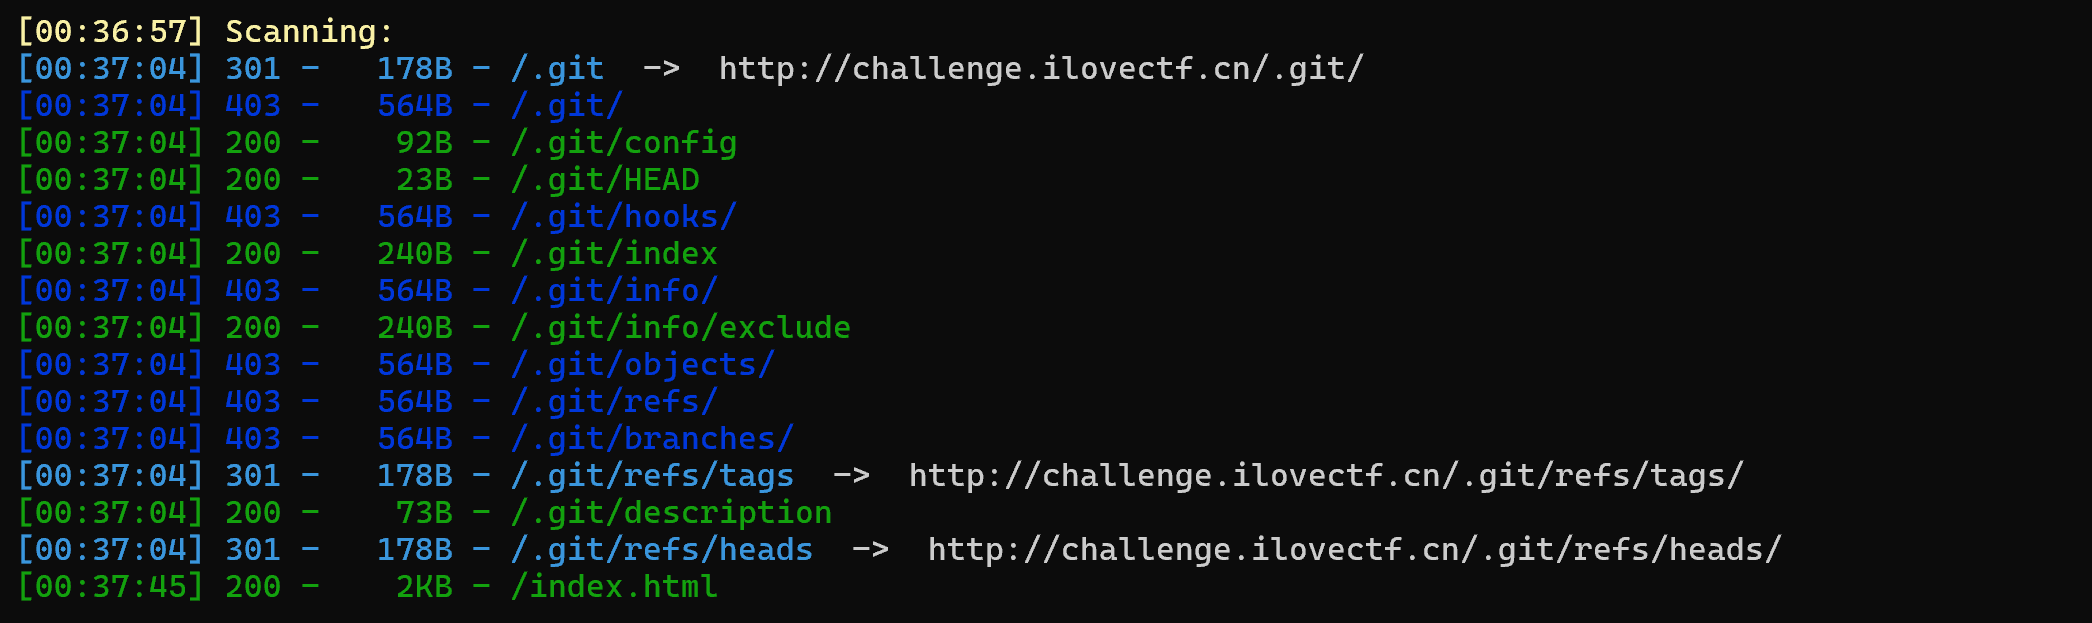 [00:36:57] Scanning:
[00:37:04] 301 -   178B - /.git  ->  http://challenge.ilovectf.cn/.git/
[00:37:04] 403 -   564B - /.git/
[00:37:04] 200 -    92B - /.git/config
[00:37:04] 200 -    23B - /.git/HEAD
[00:37:04] 403 -   564B - /.git/hooks/
[00:37:04] 200 -   240B - /.git/index
[00:37:04] 403 -   564B - /.git/info/
[00:37:04] 200 -   240B - /.git/info/exclude
[00:37:04] 403 -   564B - /.git/objects/
[00:37:04] 403 -   564B - /.git/refs/
[00:37:04] 403 -   564B - /.git/branches/
[00:37:04] 301 -   178B - /.git/refs/tags  ->  http://challenge.ilovectf.cn/.git/refs/tags/
[00:37:04] 200 -    73B - /.git/description
[00:37:04] 301 -   178B - /.git/refs/heads  ->  http://challenge.ilovectf.cn/.git/refs/heads/
[00:37:45] 200 -    2KB - /index.html